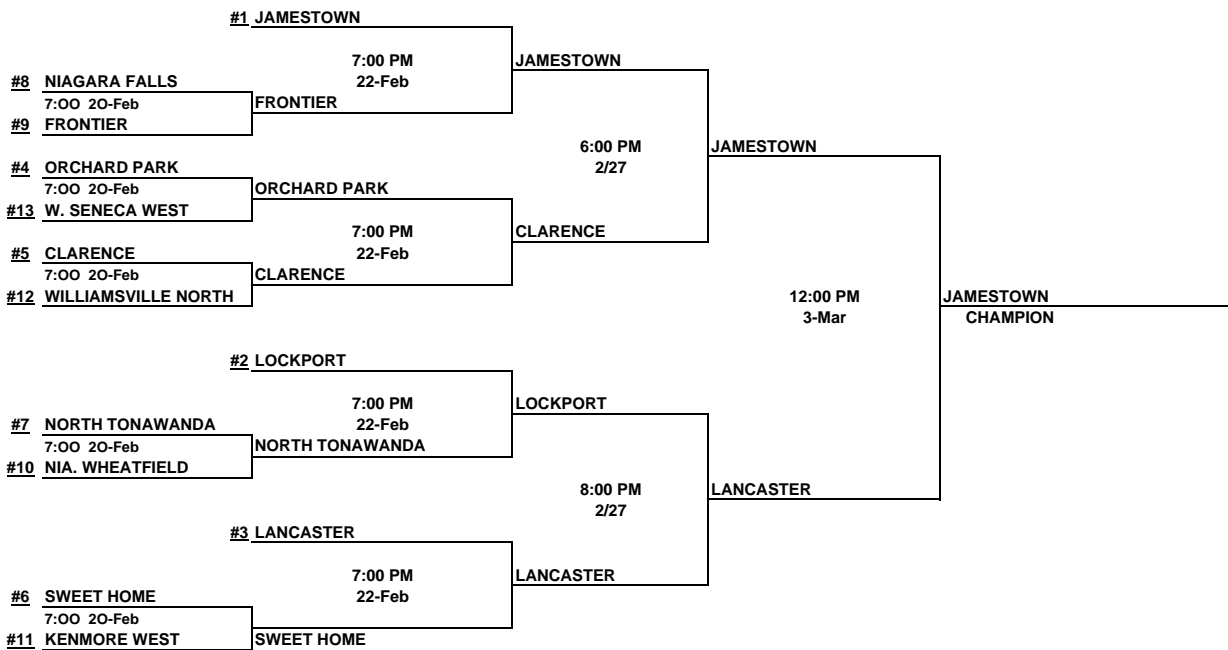 #1 JAMESTOWN
7:00 PM JAMESTOWN
#8 NIAGARA FALLS 22-Feb
7:OO 2O-Feb FRONTIER
#9 FRONTIER
6:00 PM JAMESTOWN
#4 ORCHARD PARK 2/27
7:OO 2O-Feb ORCHARD PARK
#13 W. SENECA WEST
7:00 PM CLARENCE
#5 CLARENCE 22-Feb
7:OO 2O-Feb CLARENCE
#12 WILLIAMSVILLE NORTH 12:00 PM JAMESTOWN
3-Mar CHAMPION
#2 LOCKPORT
7:00 PM LOCKPORT
#7 NORTH TONAWANDA 22-Feb
7:OO 2O-Feb NORTH TONAWANDA
#10 NIA. WHEATFIELD
8:00 PM LANCASTER
2/27
#3 LANCASTER
7:00 PM LANCASTER
#6 SWEET HOME 22-Feb
7:OO 2O-Feb
#11 KENMORE WEST SWEET HOME